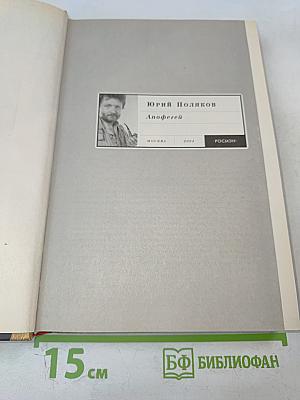 Юрий Поляков
Апофегей
МОСКВА 2004 РОСМЭН
15 см
БФ БИБЛИОФАН